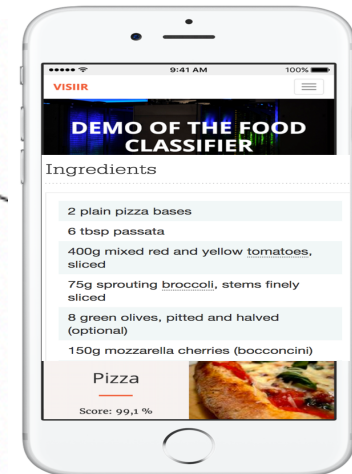 9:41 AM
100%
VISIIR
DEMO OF THE FOOD
CLASSIFIER
Ingredients
2 plain pizza bases
6 tbsp passata
400g mixed red and yellow tomatoes,
sliced
75g sprouting broccoli, stems finely
sliced
8 green olives, pitted and halved
(optional)
150g mozzarella cherries (bocconcini)
Pizza
Score: 99,1 %